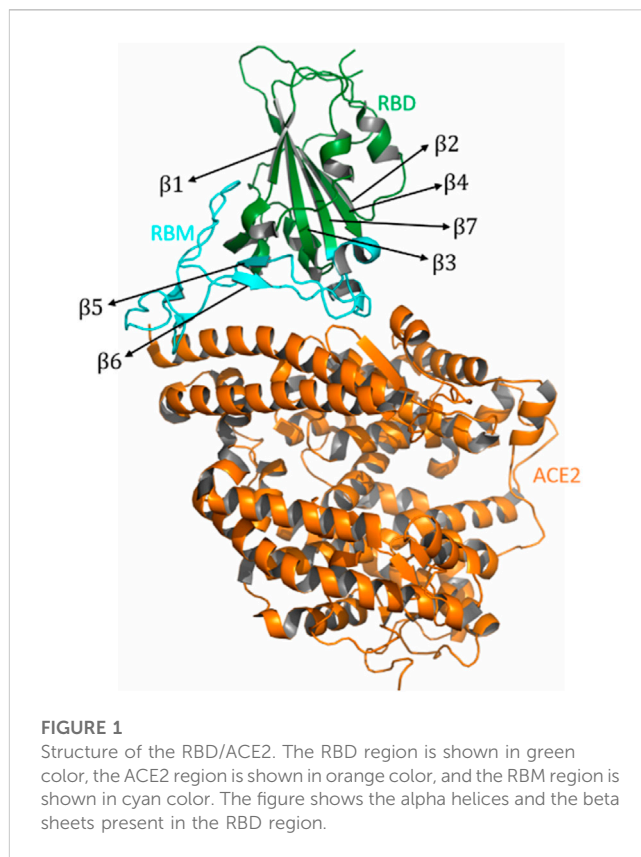 RBD
β1
β2
β4
RBM
β7
β3
β5
β6
ACE2
FIGURE 1
Structure of the RBD/ACE2. The RBD region is shown in green
color, the ACE2 region is shown in orange color, and the RBM region is
shown in cyan color. The figure shows the alpha helices and the beta
sheets present in the RBD region.